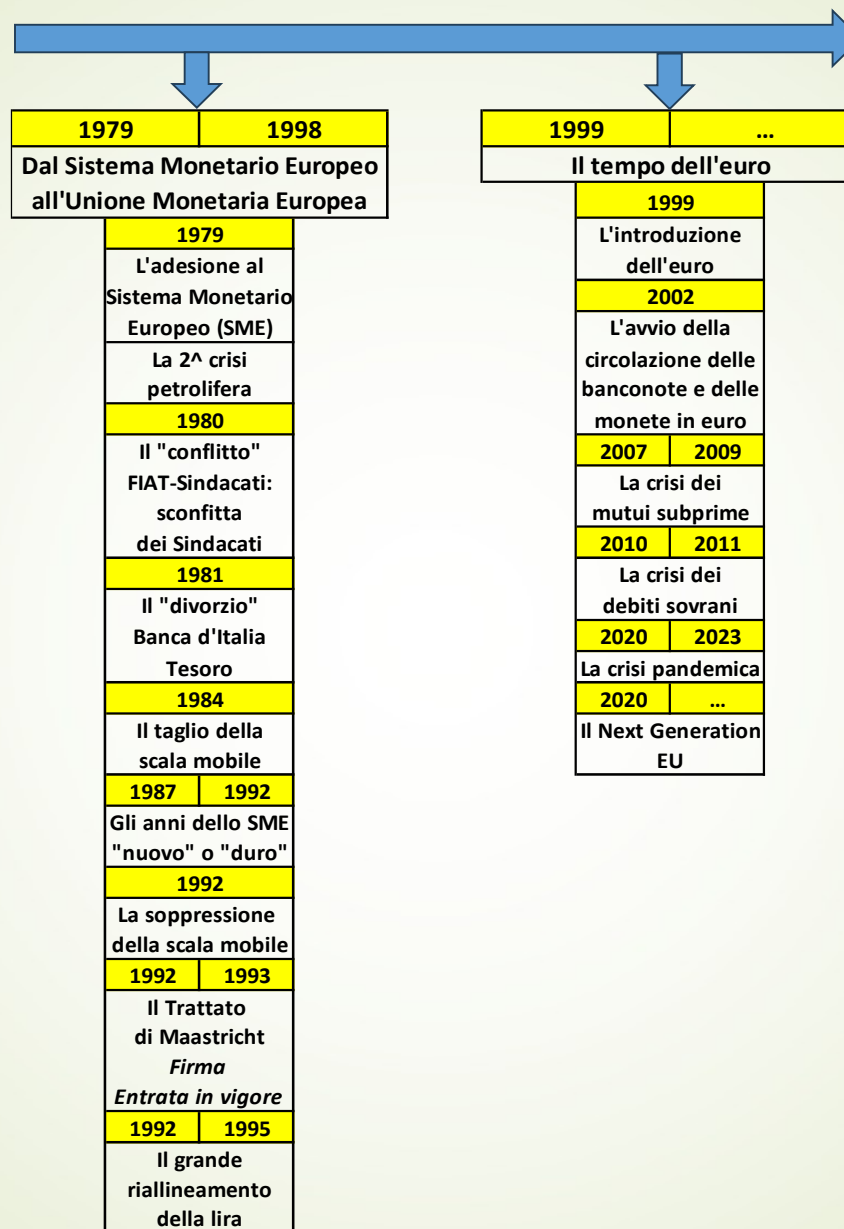 1979 1998
Dal Sistema Monetario Europeo
all'Unione Monetaria Europea
1979
L'adesione al
Sistema Monetario
Europeo (SME)
La 2^ crisi
petrolifera
1980
Il "conflitto"
FIAT-Sindacati:
sconfitta
dei Sindacati
1981
Il "divorzio"
Banca d'Italia
Tesoro
1984
Il taglio della
scala mobile
1987 1992
Gli anni dello SME
"nuovo" o "duro"
1992
La soppressione
della scala mobile
1992 1993
Il Trattato
di Maastricht
Firma
Entrata in vigore
1992 1995
Il grande
riallineamento
della lira
1999 ...
Il tempo dell'euro
1999
L'introduzione
dell'euro
2002
L'avvio della
circolazione delle
banconote e delle
monete in euro
2007 2009
La crisi dei
mutui subprime
2010 2011
La crisi dei
debiti sovrani
2020 2023
La crisi pandemica
2020 ...
Il Next Generation
EU